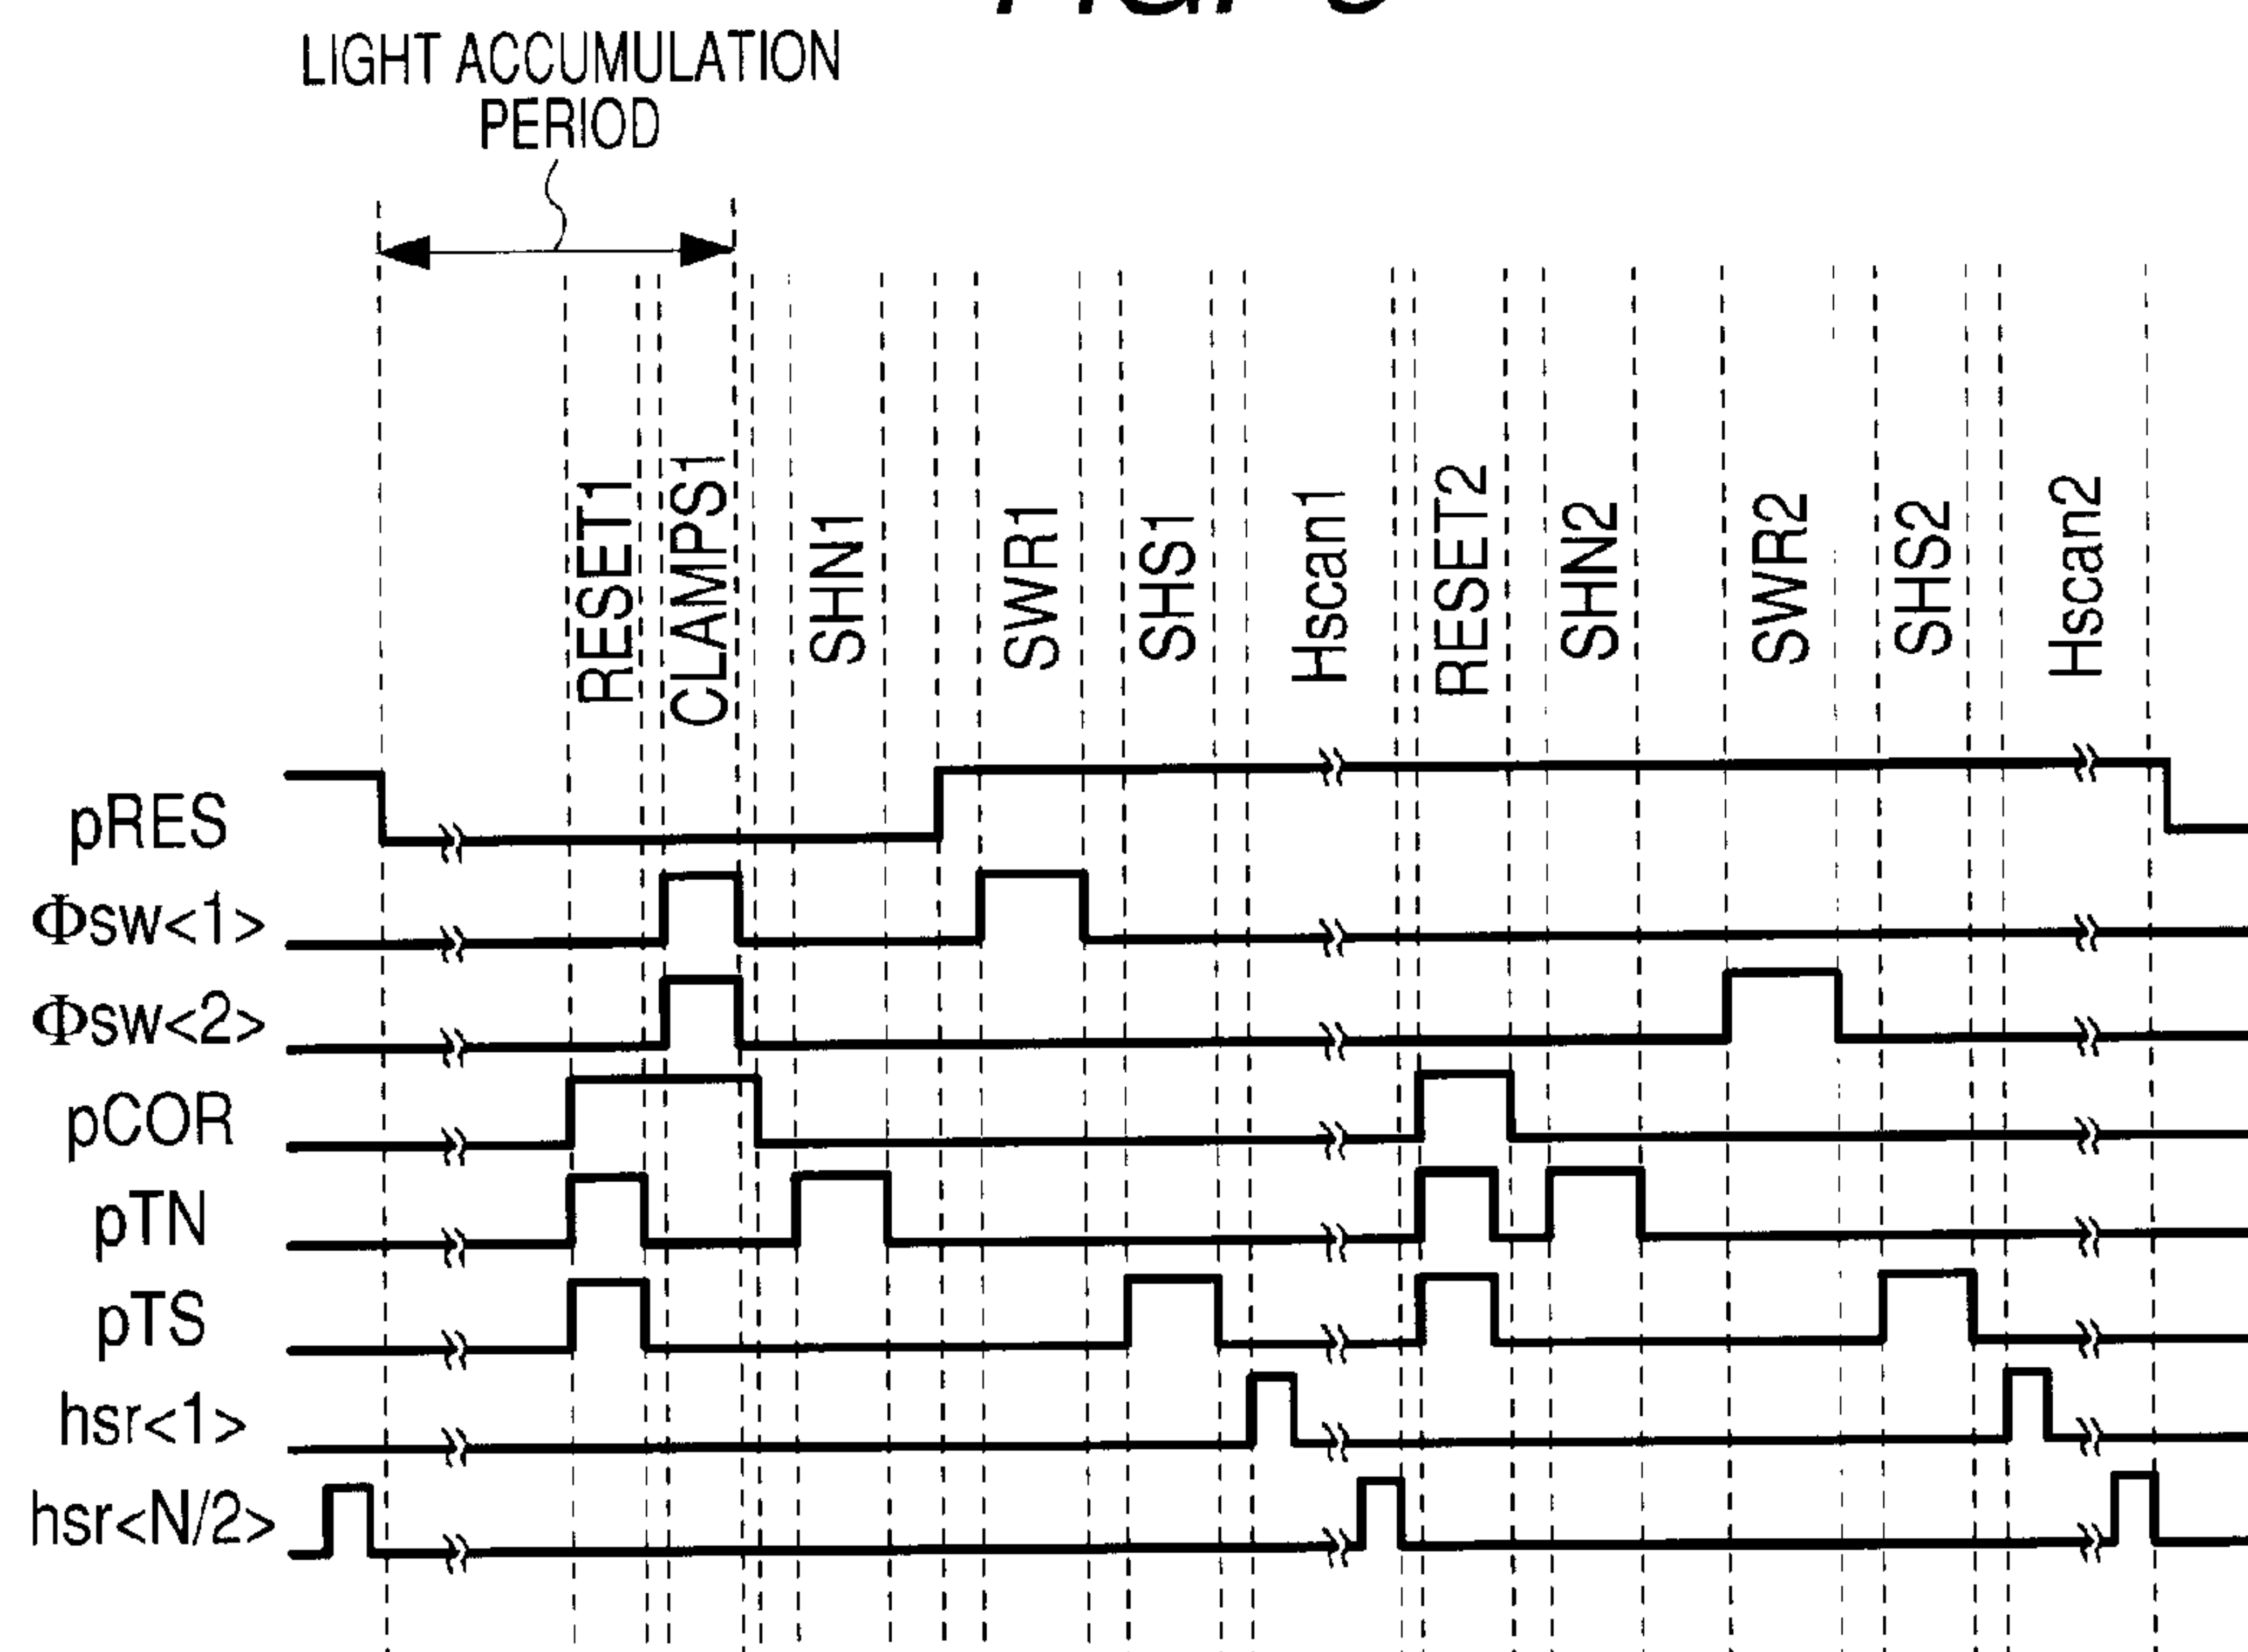 LIGHT ACCUMULATION
PERIOD
RESET1
CLAMPS1
SHN1
SWR1
SHS1
Hscan1
RESET2
SHN2
SWR2
SHS2
Hscan2
pRES
Φsw<1>
Φsw<2>
pCOR
pTN
pTS
hsr<1>
hsr<N/2>